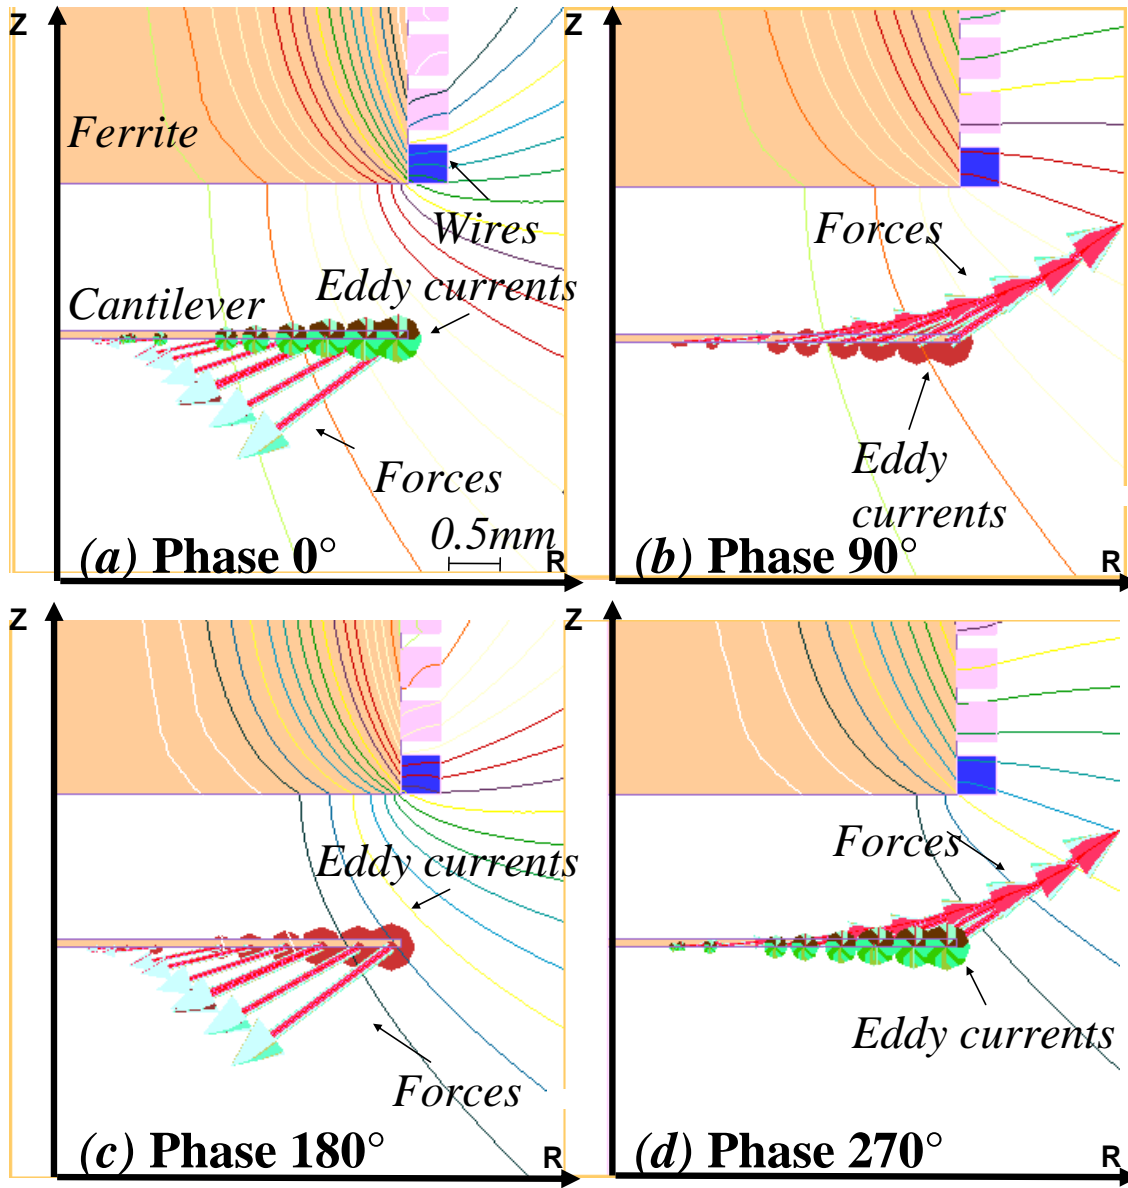 Z
Ferrite
Wires
Eddy currents
Cantilever
Forces
0.5mm
(a) Phase 0°
R
Z
Forces
Eddy
currents
(b) Phase 90°
R
Z
Eddy currents
Forces
(c) Phase 180°
R
Z
Forces
Eddy currents
(d) Phase 270°
R